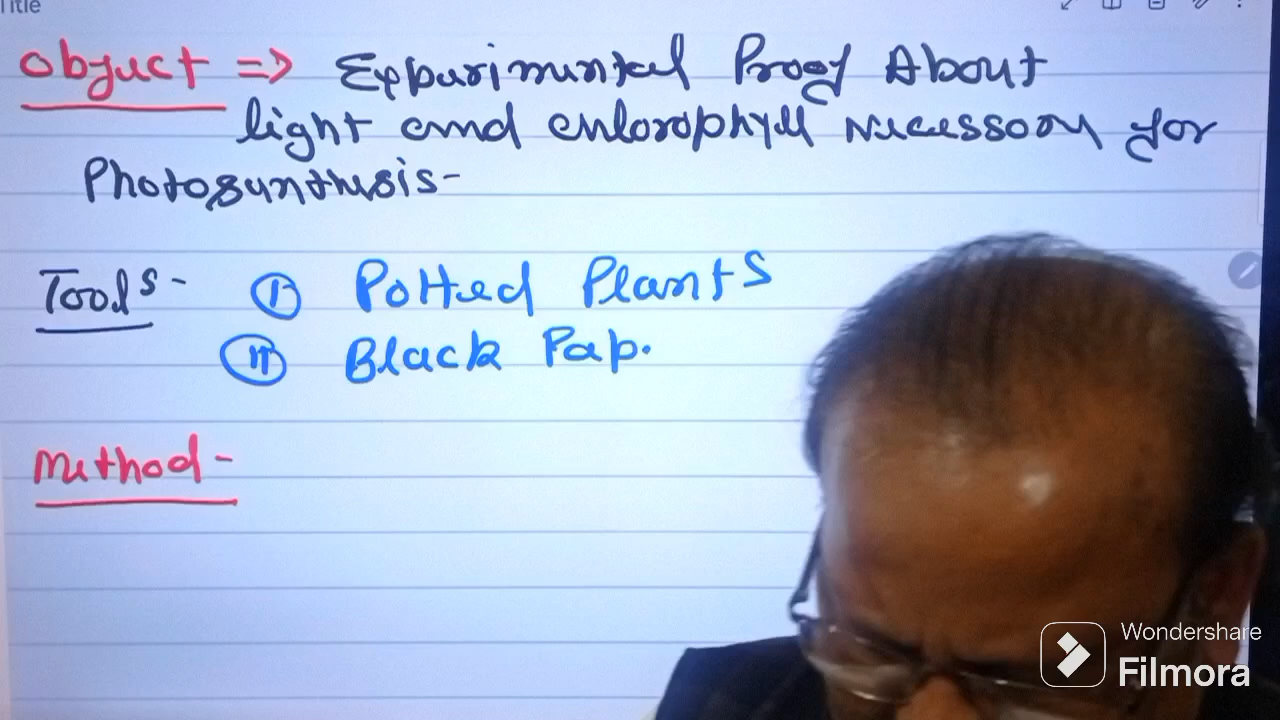 Title
Object => Experimental Proof About
light and chlorophyll necessary for
Photosynthesis-
Tools- I Potted Plants
II Black Pap.
Method-
Wondershare
Filmora